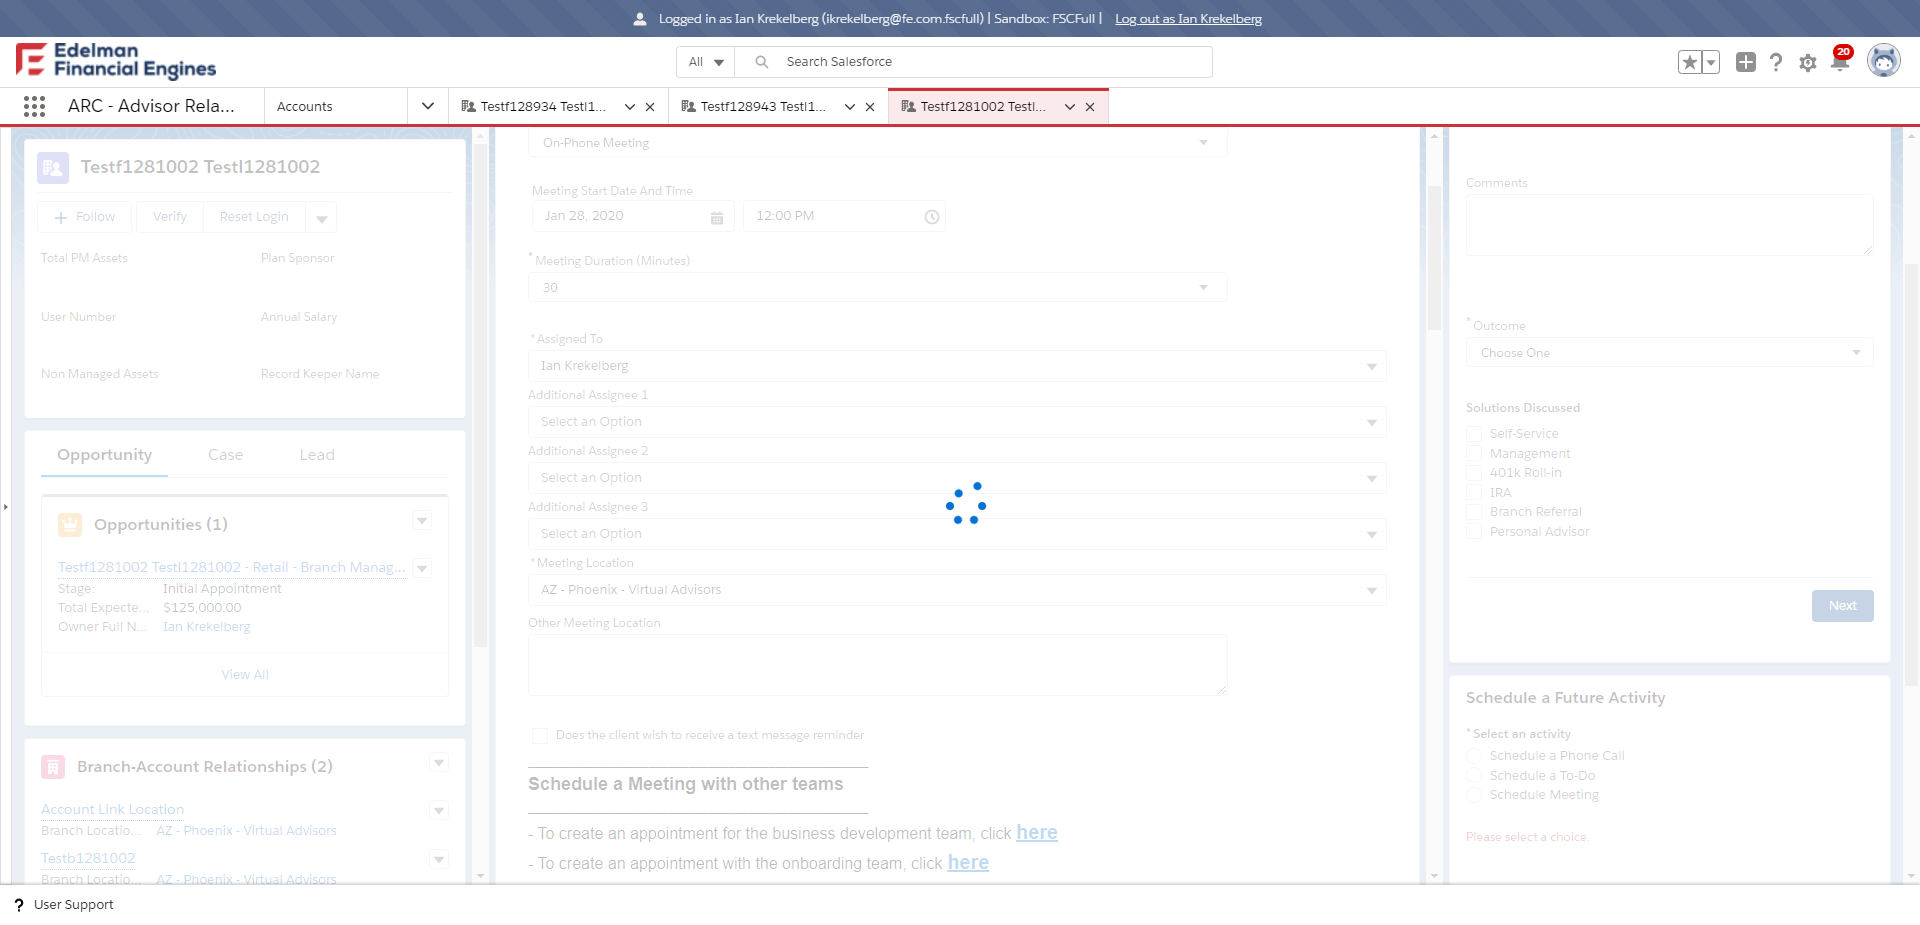 Logged in as Ian Krekelberg (ikrekelberg@fe.com.fscfull) | Sandbox: FSCFull | Log out as Ian Krekelberg
Edelman
Financial Engines
All
Search Salesforce
20
ARC - Advisor Rela...
Accounts
Testf128934 Testl1...
Testf128943 Testl1...
Testf1281002 Testl...
Testf1281002 Testl1281002
Follow
Verify
Reset Login
Total PM Assets
Plan Sponsor
User Number
Annual Salary
Non Managed Assets
Record Keeper Name
Opportunity
Case
Lead
Opportunities (1)
Testf1281002 Testl1281002 - Retail - Branch Manag...
Stage: Initial Appointment
Total Expecte... $125,000.00
Owner Full N... Ian Krekelberg
View All
Branch-Account Relationships (2)
Account Link Location
Branch Locatio... AZ - Phoenix - Virtual Advisors
Testb1281002
Branch Locatio... AZ - Phoenix - Virtual Advisors
On-Phone Meeting
Meeting Start Date And Time
Jan 28, 2020
12:00 PM
* Meeting Duration (Minutes)
30
* Assigned To
Ian Krekelberg
Additional Assignee 1
Select an Option
Additional Assignee 2
Select an Option
Additional Assignee 3
Select an Option
* Meeting Location
AZ - Phoenix - Virtual Advisors
Other Meeting Location
Does the client wish to receive a text message reminder
Schedule a Meeting with other teams
- To create an appointment for the business development team, click here
- To create an appointment with the onboarding team, click here
Comments
* Outcome
Choose One
Solutions Discussed
Self-Service
Management
401k Roll-in
IRA
Branch Referral
Personal Advisor
Next
Schedule a Future Activity
* Select an activity
Schedule a Phone Call
Schedule a To-Do
Schedule Meeting
Please select a choice.
? User Support